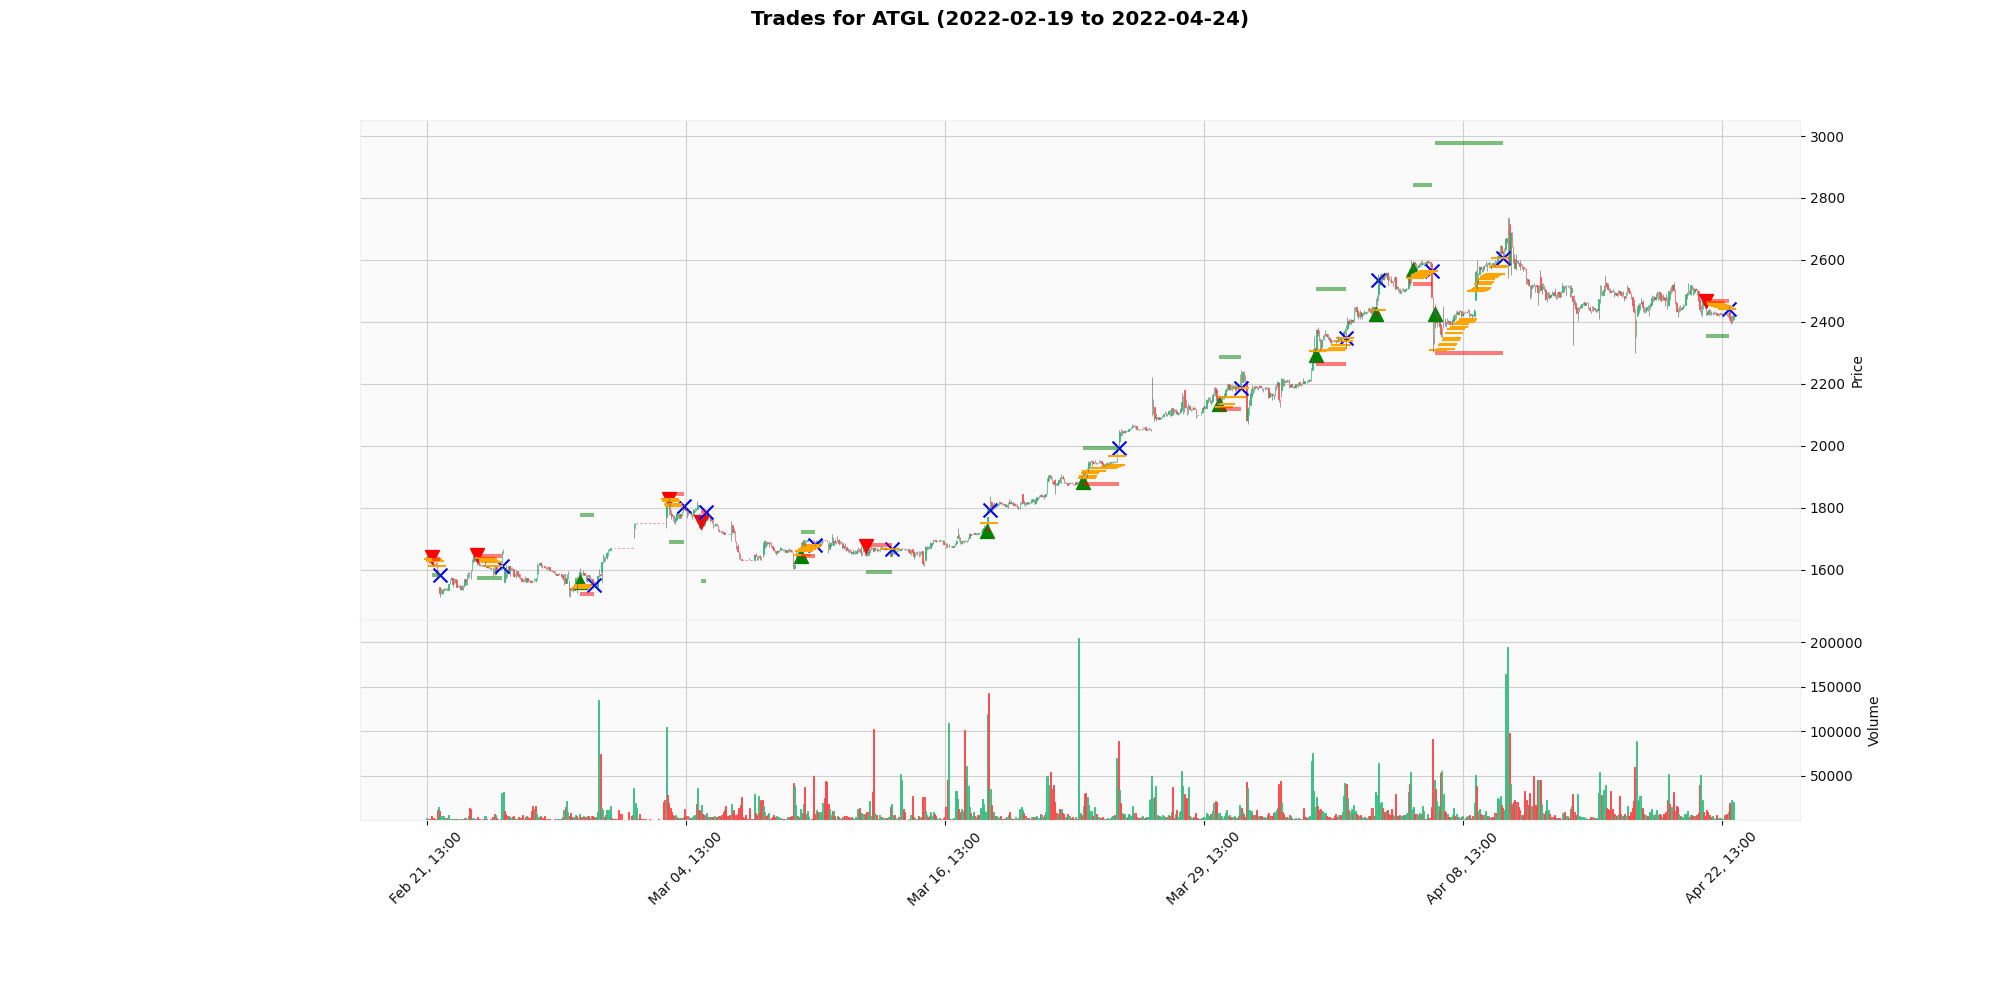 Trades for ATGL (2022-02-19 to 2022-04-24)
3000
2800
2600
2400
2200
2000
1800
1600
Price
200000
150000
100000
50000
Volume
Feb 21, 13:00
Mar 04, 13:00
Mar 16, 13:00
Mar 29, 13:00
Apr 08, 13:00
Apr 22, 13:00